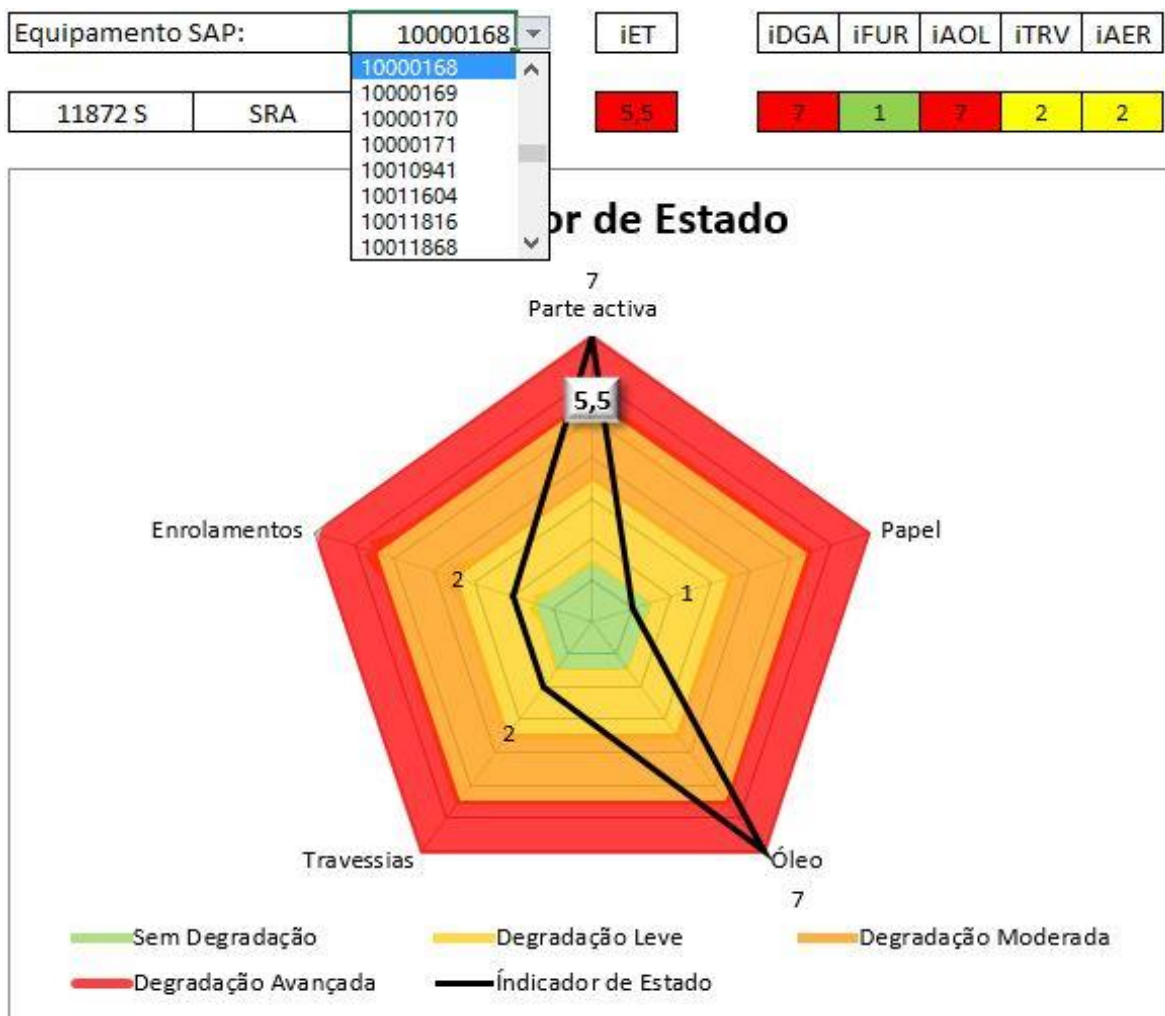 Equipamento SAP: 10000168 iET iDGA iFUR iAOL iTRV iAER
10000168
10000169
10000170
10000171
10010941
10011604
10011816
10011868
11872 S SRA 5,5 7 1 7 2 2
or de Estado
7
Parte activa
5,5
Enrolamentos
Papel
2
1
2
Travessias
Óleo
7
Sem Degradação Degradação Leve Degradação Moderada
Degradação Avançada Índicador de Estado